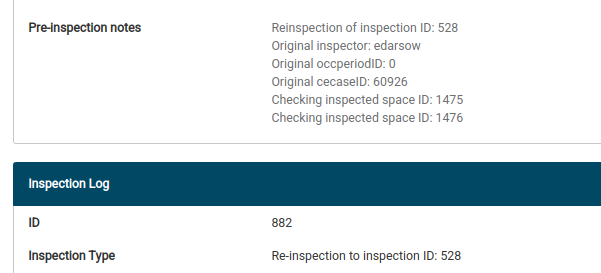 Pre-inspection notes
Reinspection of inspection ID: 528
Original inspector: edarsow
Original occperiodID: 0
Original cecaseID: 60926
Checking inspected space ID: 1475
Checking inspected space ID: 1476
Inspection Log
ID
882
Inspection Type
Re-inspection to inspection ID: 528